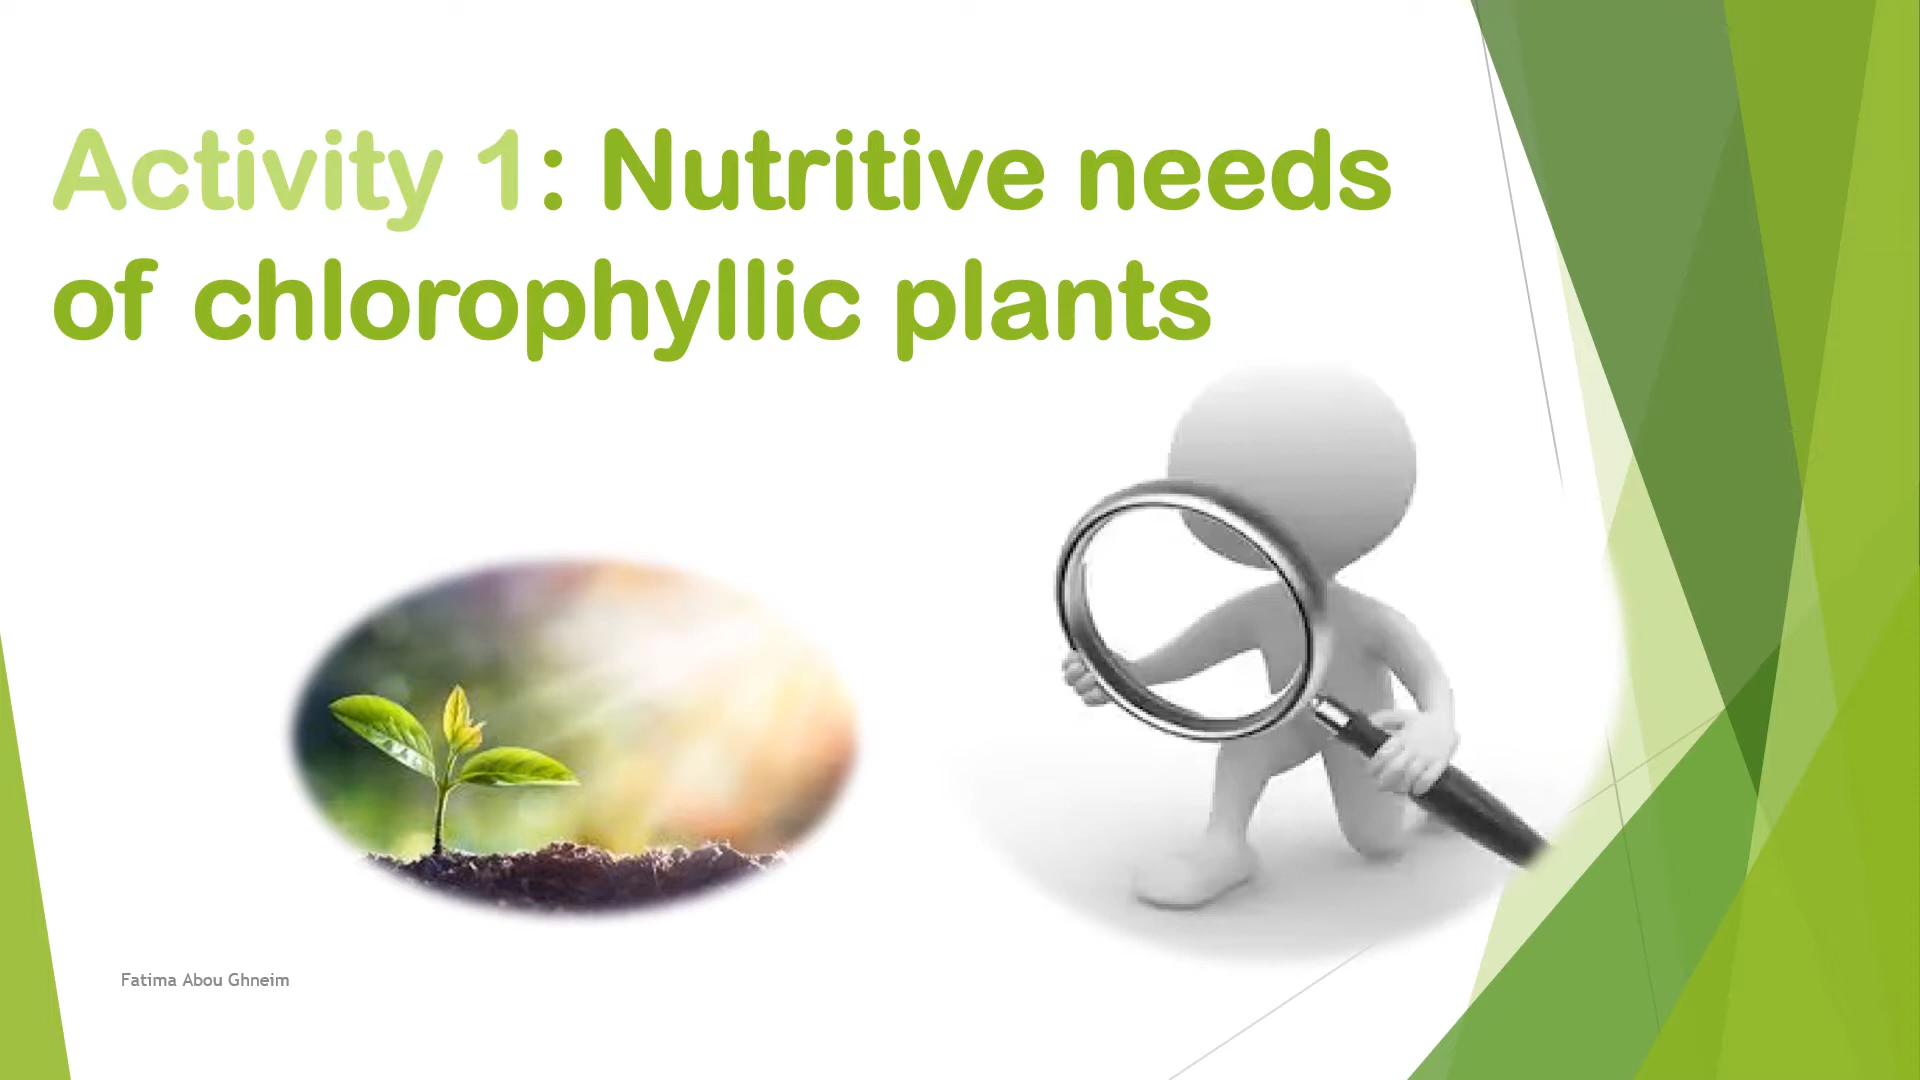 Activity 1: Nutritive needs
of chlorophyllic plants
Fatima Abou Ghneim